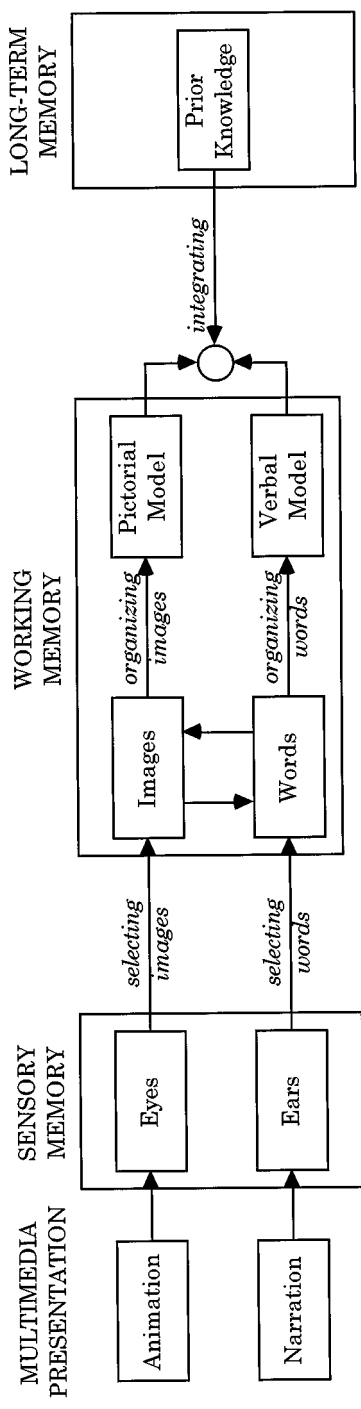 MULTIMEDIA
PRESENTATION
SENSORY
MEMORY
WORKING
MEMORY
LONG-TERM
MEMORY
Animation
Eyes
selecting
images
Images
organizing
images
Pictorial
Model
integrating
Prior
Knowledge
Narration
Ears
selecting
words
Words
organizing
words
Verbal
Model